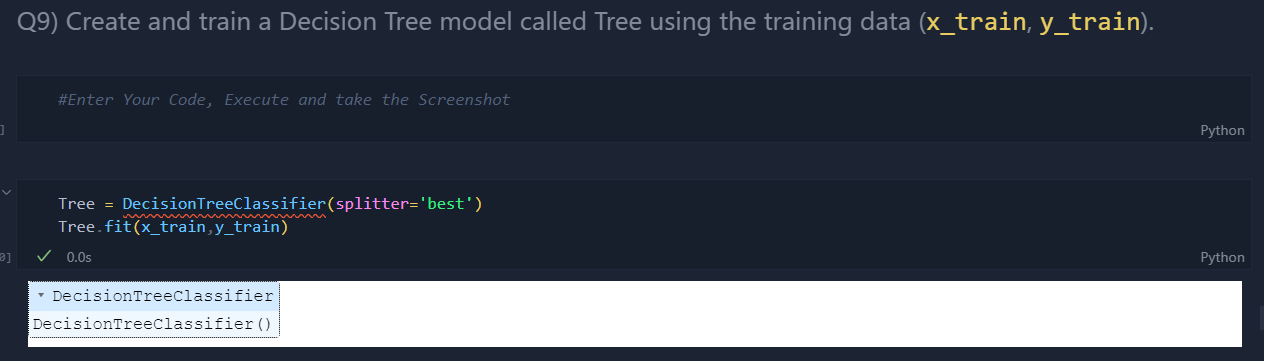 Q9) Create and train a Decision Tree model called Tree using the training data (x_train, y_train).
#Enter Your Code, Execute and take the Screenshot
]
Python
Tree = DecisionTreeClassifier(splitter='best')
Tree.fit(x_train,y_train)
0]
0.0s
Python
DecisionTreeClassifier
DecisionTreeClassifier()